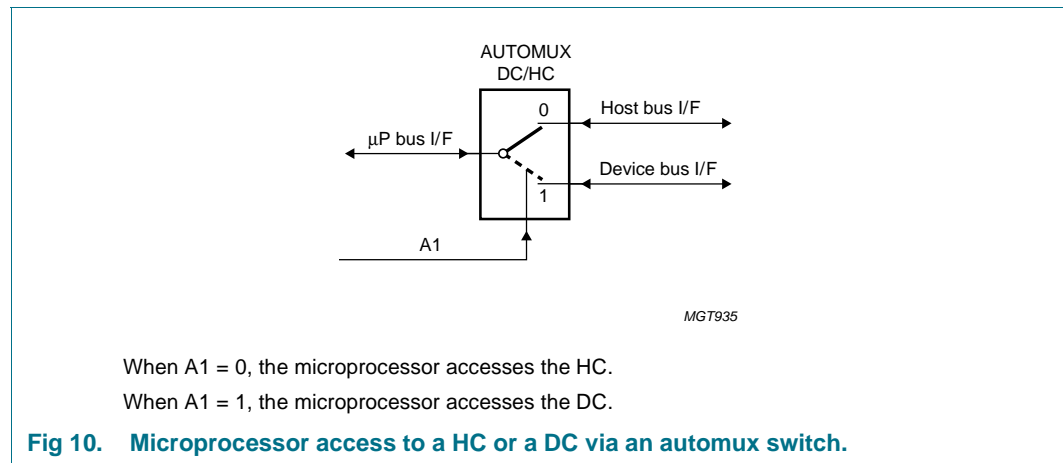 AUTOMUX
DC/HC
0
Host bus I/F
µP bus I/F
Device bus I/F
1
A1
MGT935
When A1 = 0, the microprocessor accesses the HC.
When A1 = 1, the microprocessor accesses the DC.
Fig 10. Microprocessor access to a HC or a DC via an automux switch.